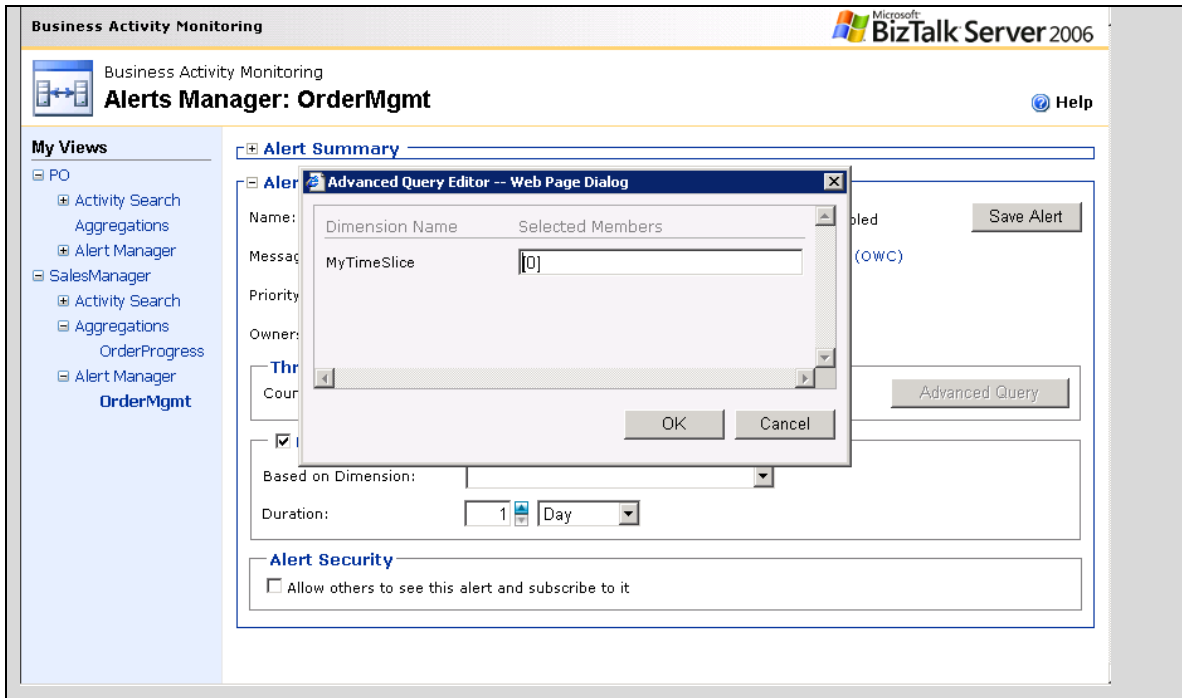 Business Activity Monitoring
Microsoft
BizTalk Server 2006
Business Activity Monitoring
Alerts Manager: OrderMgmt
Help
My Views
PO
Activity Search
Aggregations
Alert Manager
SalesManager
Activity Search
Aggregations
OrderProgress
Alert Manager
OrderMgmt
Alert Summary
Aler
Advanced Query Editor -- Web Page Dialog
Name:
bled
Save Alert
Dimension Name Selected Members
Messag
(OWC)
MyTimeSlice [0]
Priority
Owner:
Thr
Coun
Advanced Query
OK Cancel
Based on Dimension:
Duration: 1 Day
Alert Security
Allow others to see this alert and subscribe to it